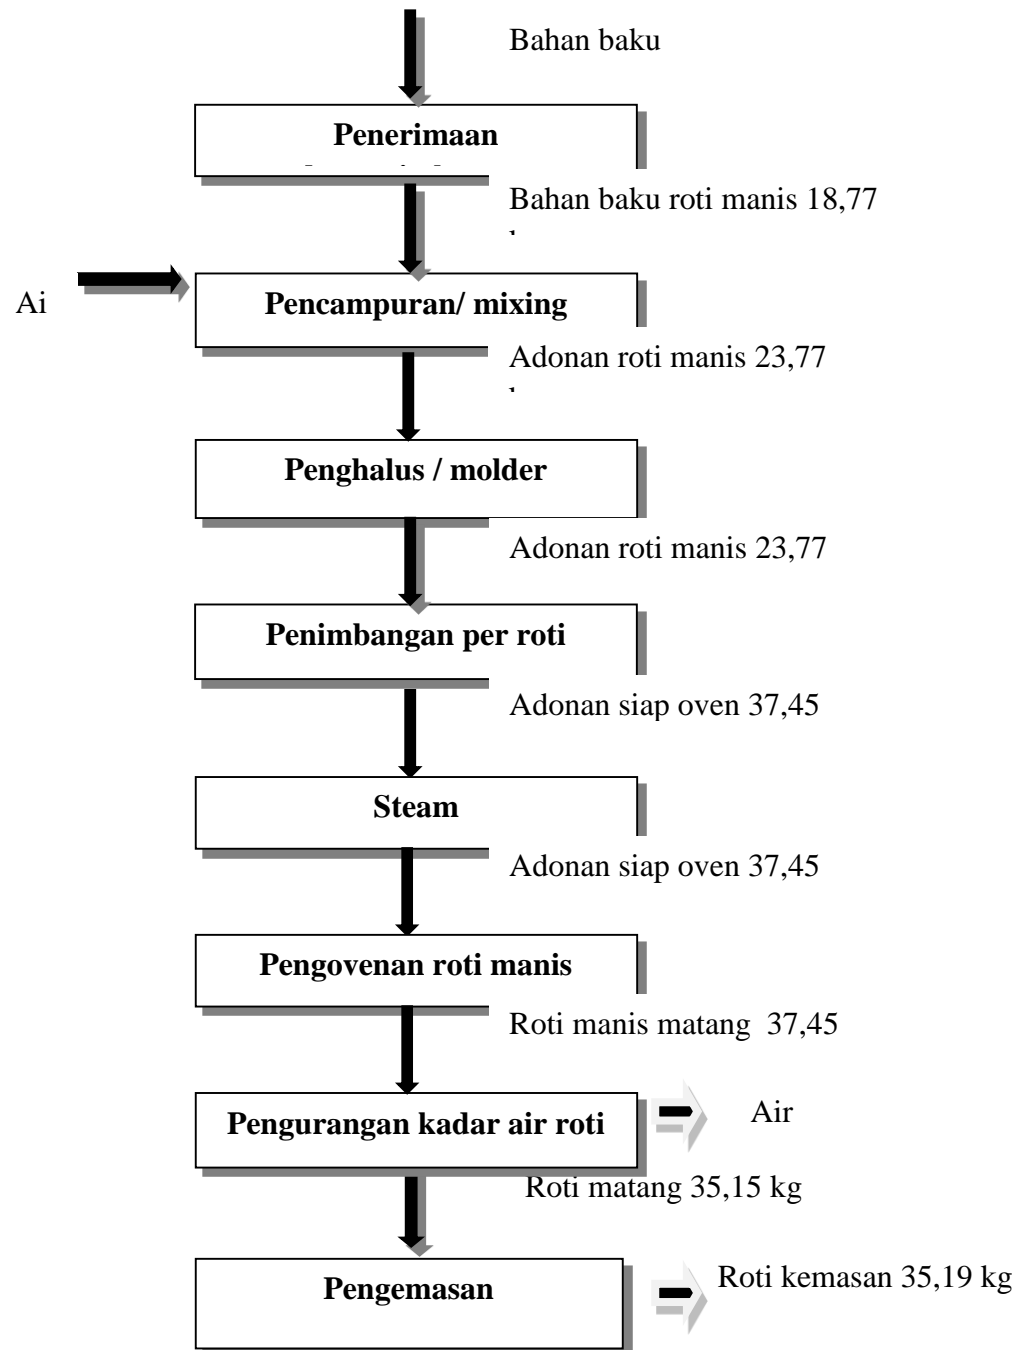 Bahan baku
Penerimaan
Bahan baku roti manis 18,77
Ai
Pencampuran/ mixing
Adonan roti manis 23,77
Penghalus / molder
Adonan roti manis 23,77
Penimbangan per roti
Adonan siap oven 37,45
Steam
Adonan siap oven 37,45
Pengovenan roti manis
Roti manis matang  37,45
Pengurangan kadar air roti
Air
Roti matang 35,15 kg
Pengemasan
Roti kemasan 35,19 kg